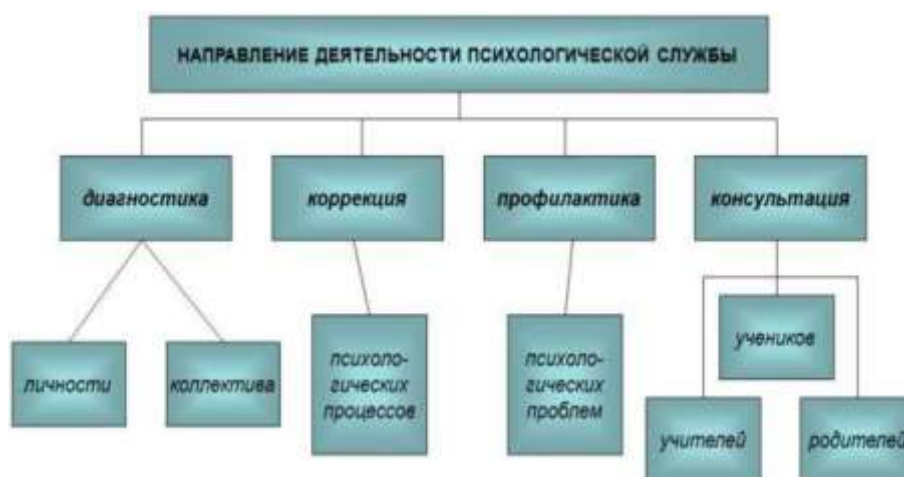 НАПРАВЛЕНИЕ ДЕЯТЕЛЬНОСТИ ПСИХОЛОГИЧЕСКОЙ СЛУЖБЫ
диагностика
коррекция
профилактика
консультация
личности
коллектива
психоло-
гических
процессов
психоло-
гических
проблем
учеников
учителей
родителей